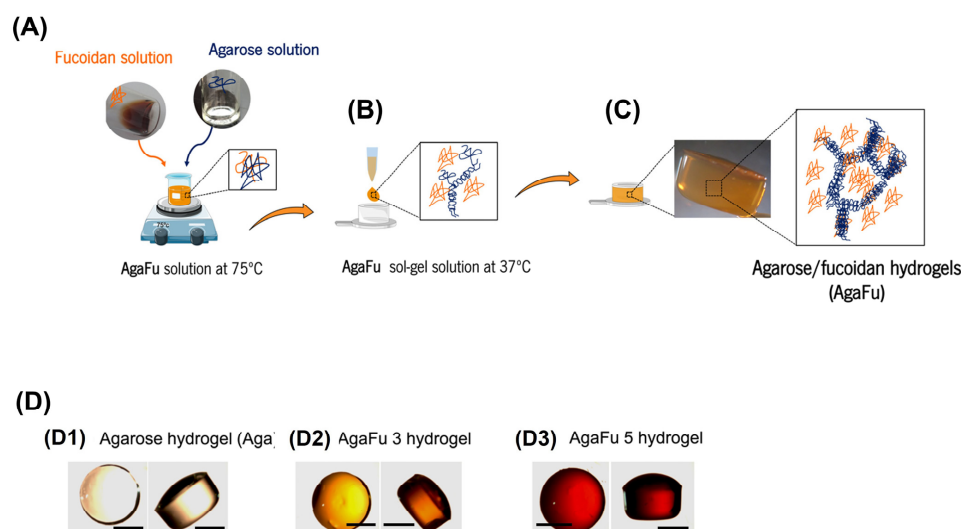 (A)
Fucoidan solution
Agarose solution
75°C
AgaFu solution at 75°C
(B)
AgaFu sol-gel solution at 37°C
(C)
Agarose/fucoidan hydrogels
(AgaFu)
(D)
(D1) Agarose hydrogel (Aga)
(D2) AgaFu 3 hydrogel
(D3) AgaFu 5 hydrogel